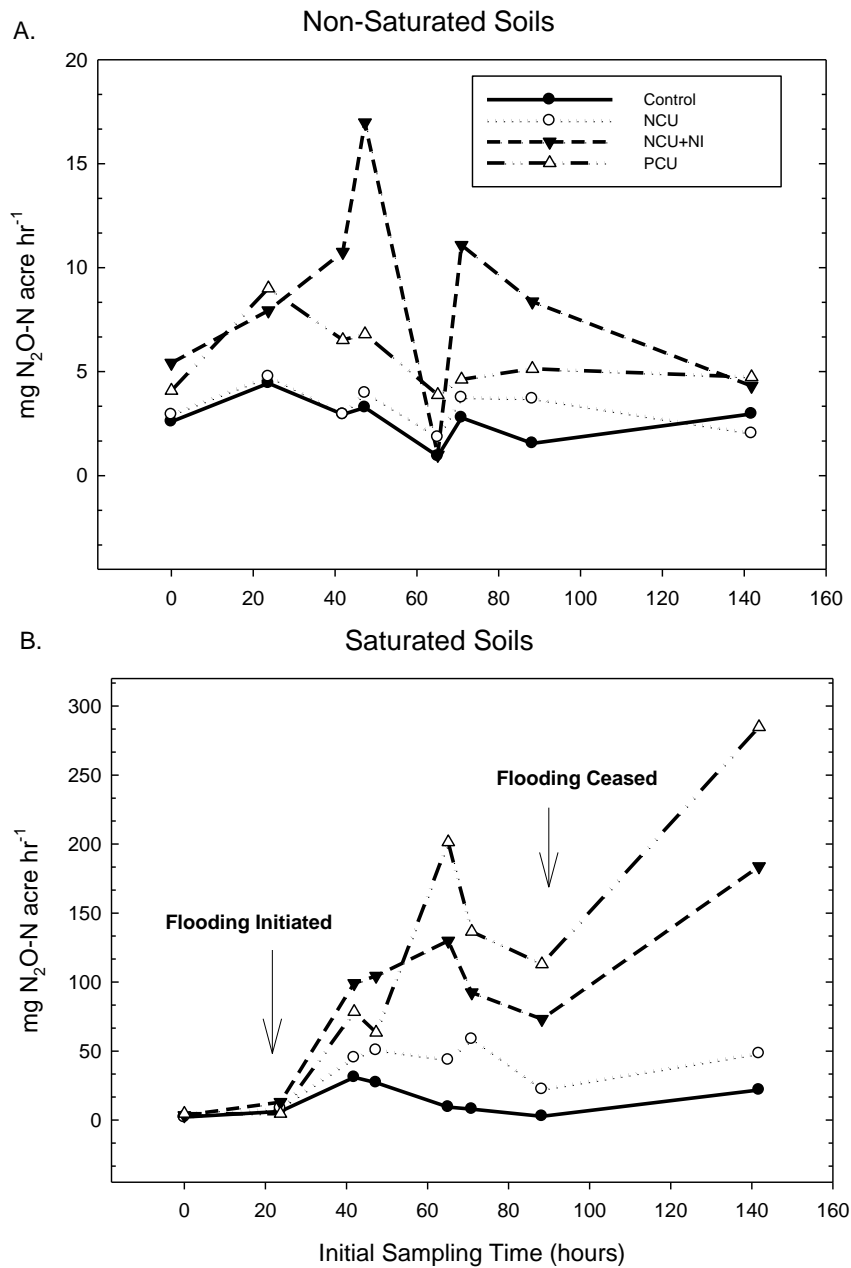 A.
Non-Saturated Soils
20
15
10
5
0
mg N₂O-N acre hr⁻¹
Control
NCU
NCU+NI
PCU
0 20 40 60 80 100 120 140 160
B.
Saturated Soils
300
250
200
150
100
50
0
mg N₂O-N acre hr⁻¹
Flooding Ceased
Flooding Initiated
0 20 40 60 80 100 120 140 160
Initial Sampling Time (hours)